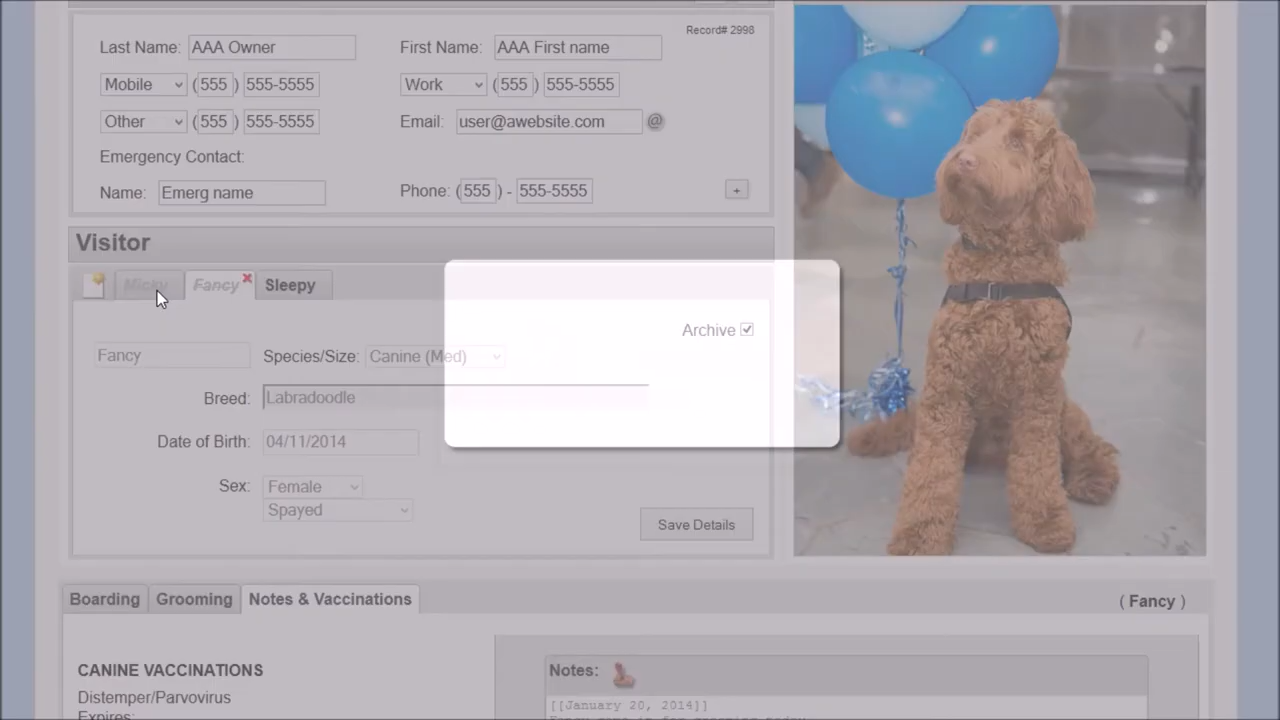 Record# 2998
Last Name: AAA Owner First Name: AAA First name
Mobile (555) 555-5555 Work (555) 555-5555
Other (555) 555-5555 Email: user@awebsite.com @
Emergency Contact:
Name: Emerg name Phone: (555) - 555-5555 +
Visitor
Micky Fancy Sleepy
Archive
Fancy Species/Size: Canine (Med)
Breed: Labradoodle
Date of Birth: 04/11/2014
Sex: Female
Spayed
Save Details
Boarding Grooming Notes & Vaccinations ( Fancy )
CANINE VACCINATIONS
Notes:
Distemper/Parvovirus
[[January 20, 2014]]
Expires: